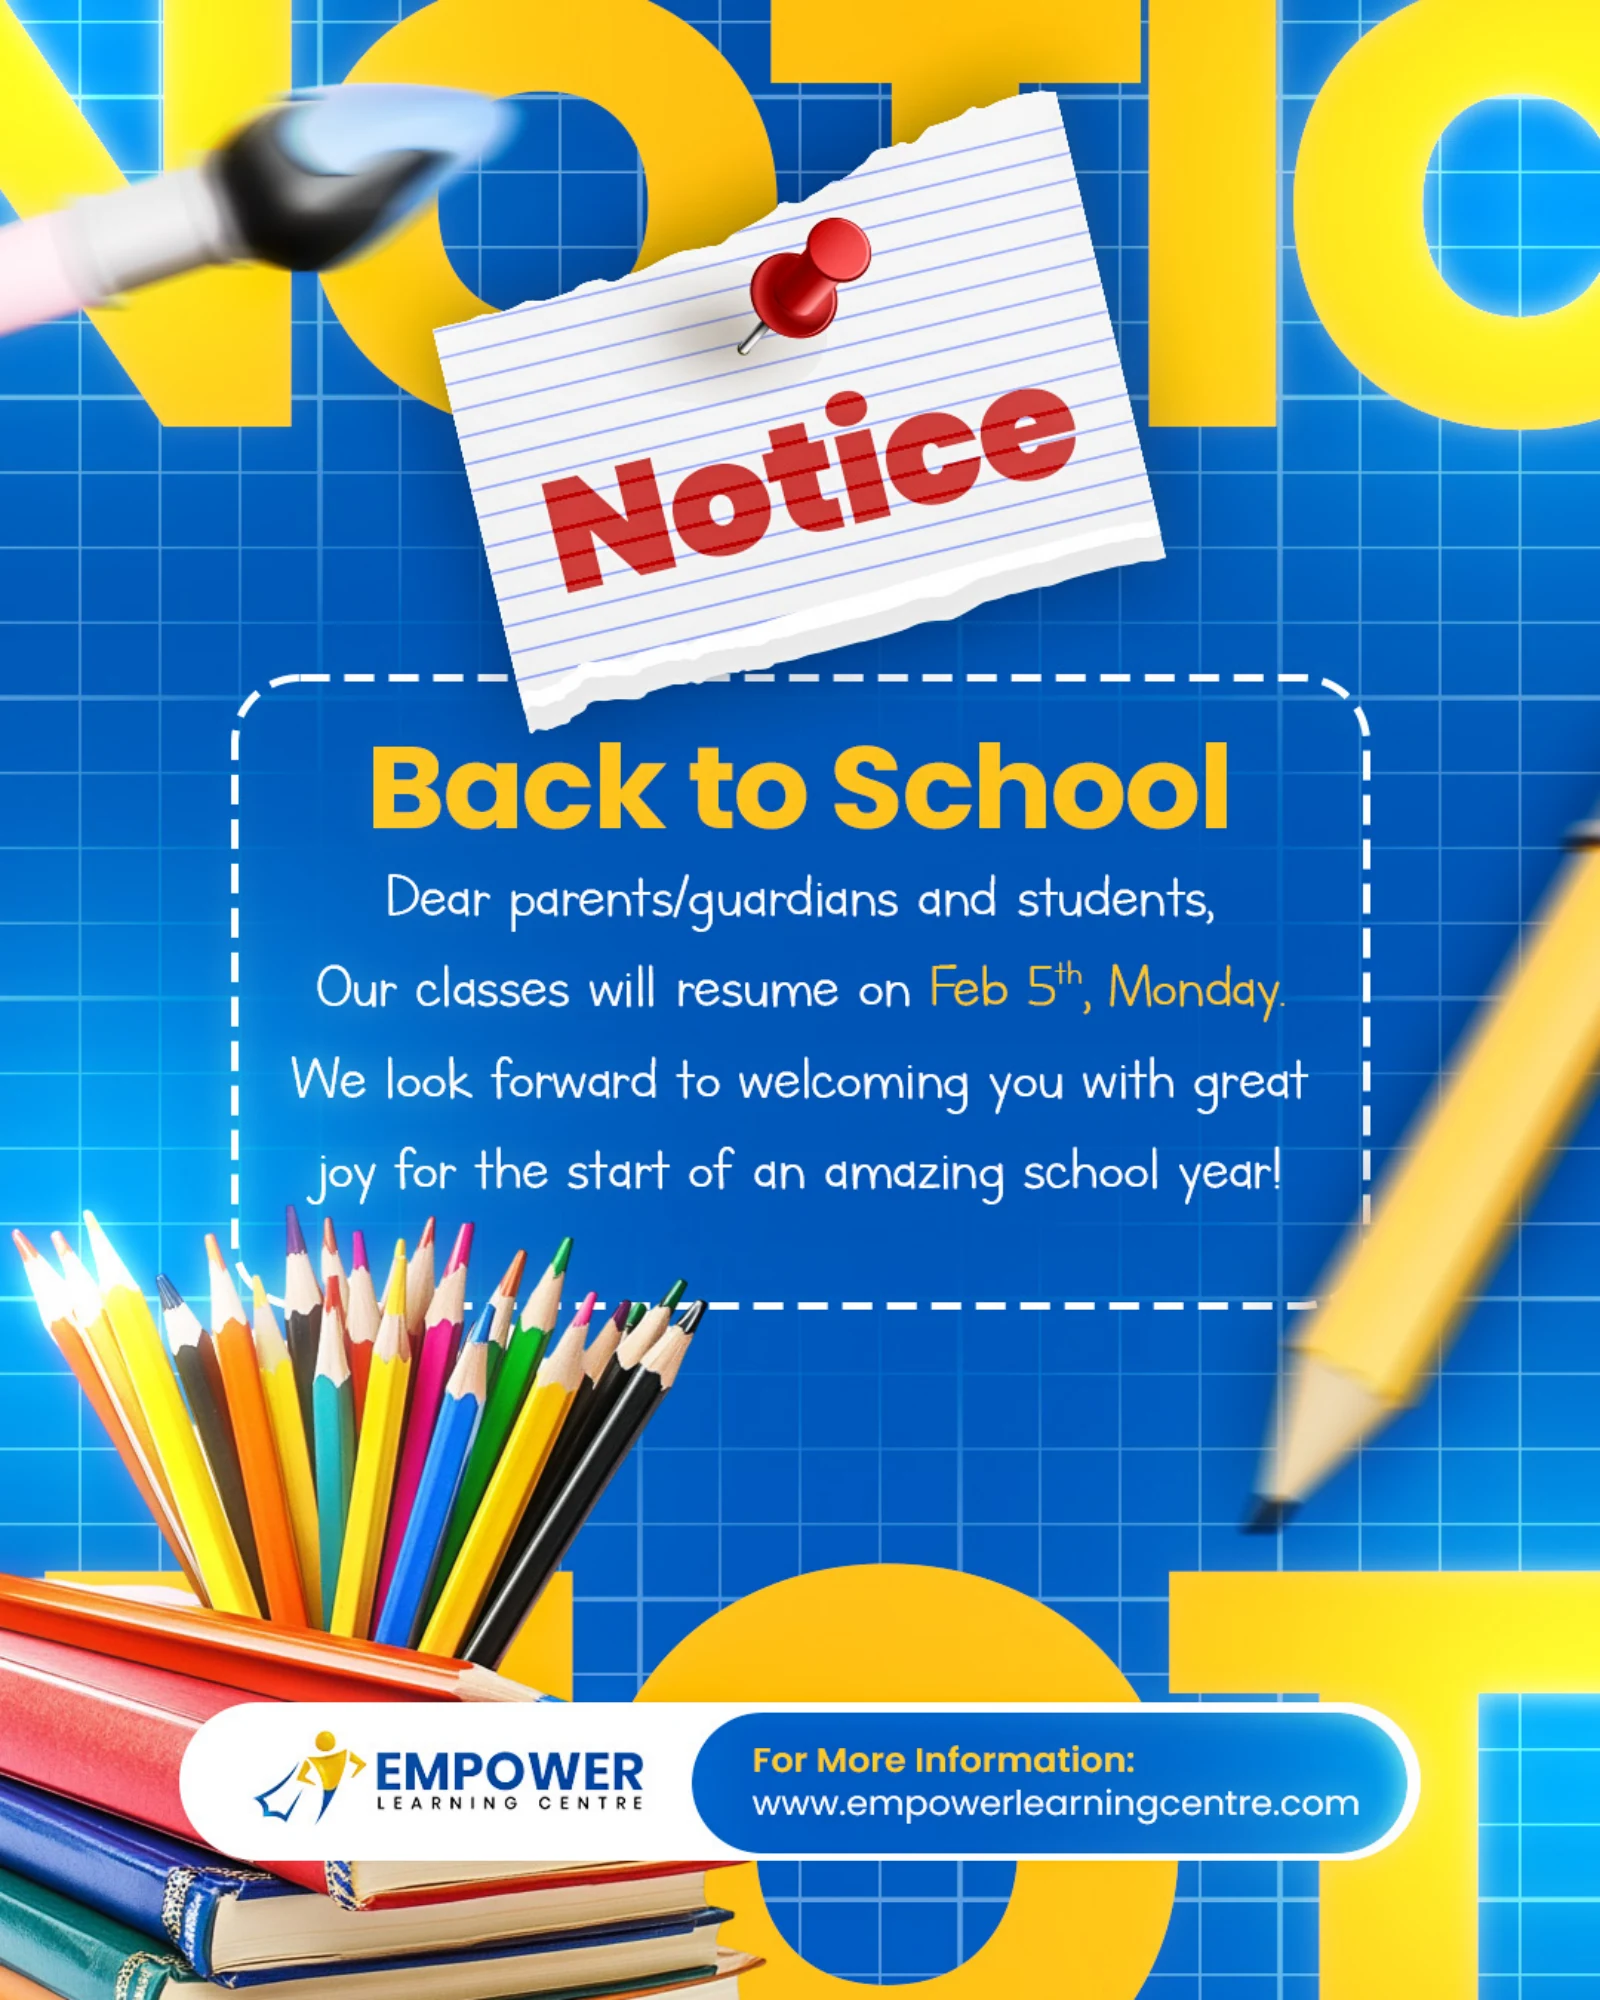 NOTIC
Notice
Back to School
Dear parents/guardians and students,
Our classes will resume on Feb 5th, Monday.
We look forward to welcoming you with great
joy for the start of an amazing school year!
EMPOWER
LEARNING CENTRE
For More Information:
www.empowerlearningcentre.com